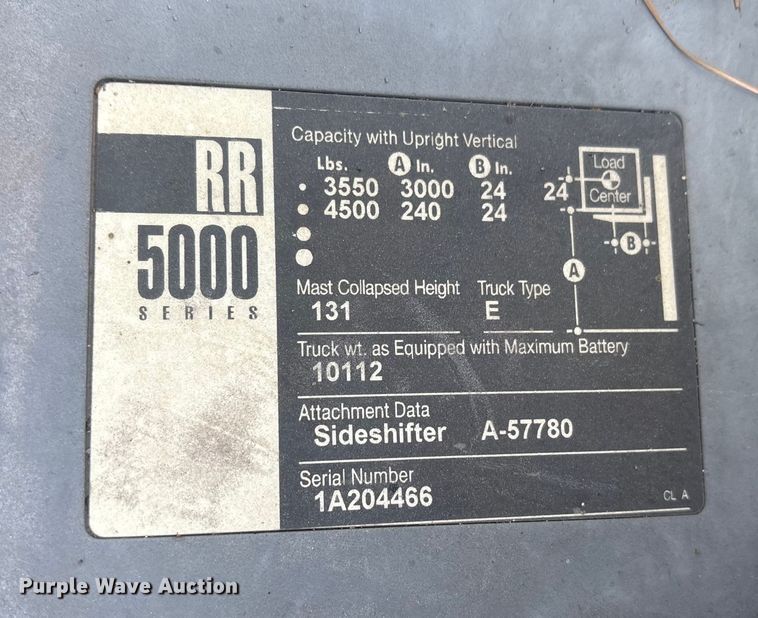 RR
5000
SERIES
Capacity with Upright Vertical
Lbs. A In. B In.
3550 3000 24
4500 240 24
24
Load
Center
B
A
Mast Collapsed Height Truck Type
131 E
Truck wt. as Equipped with Maximum Battery
10112
Attachment Data
Sideshifter A-57780
Serial Number
1A204466
CL A
Purple Wave Auction